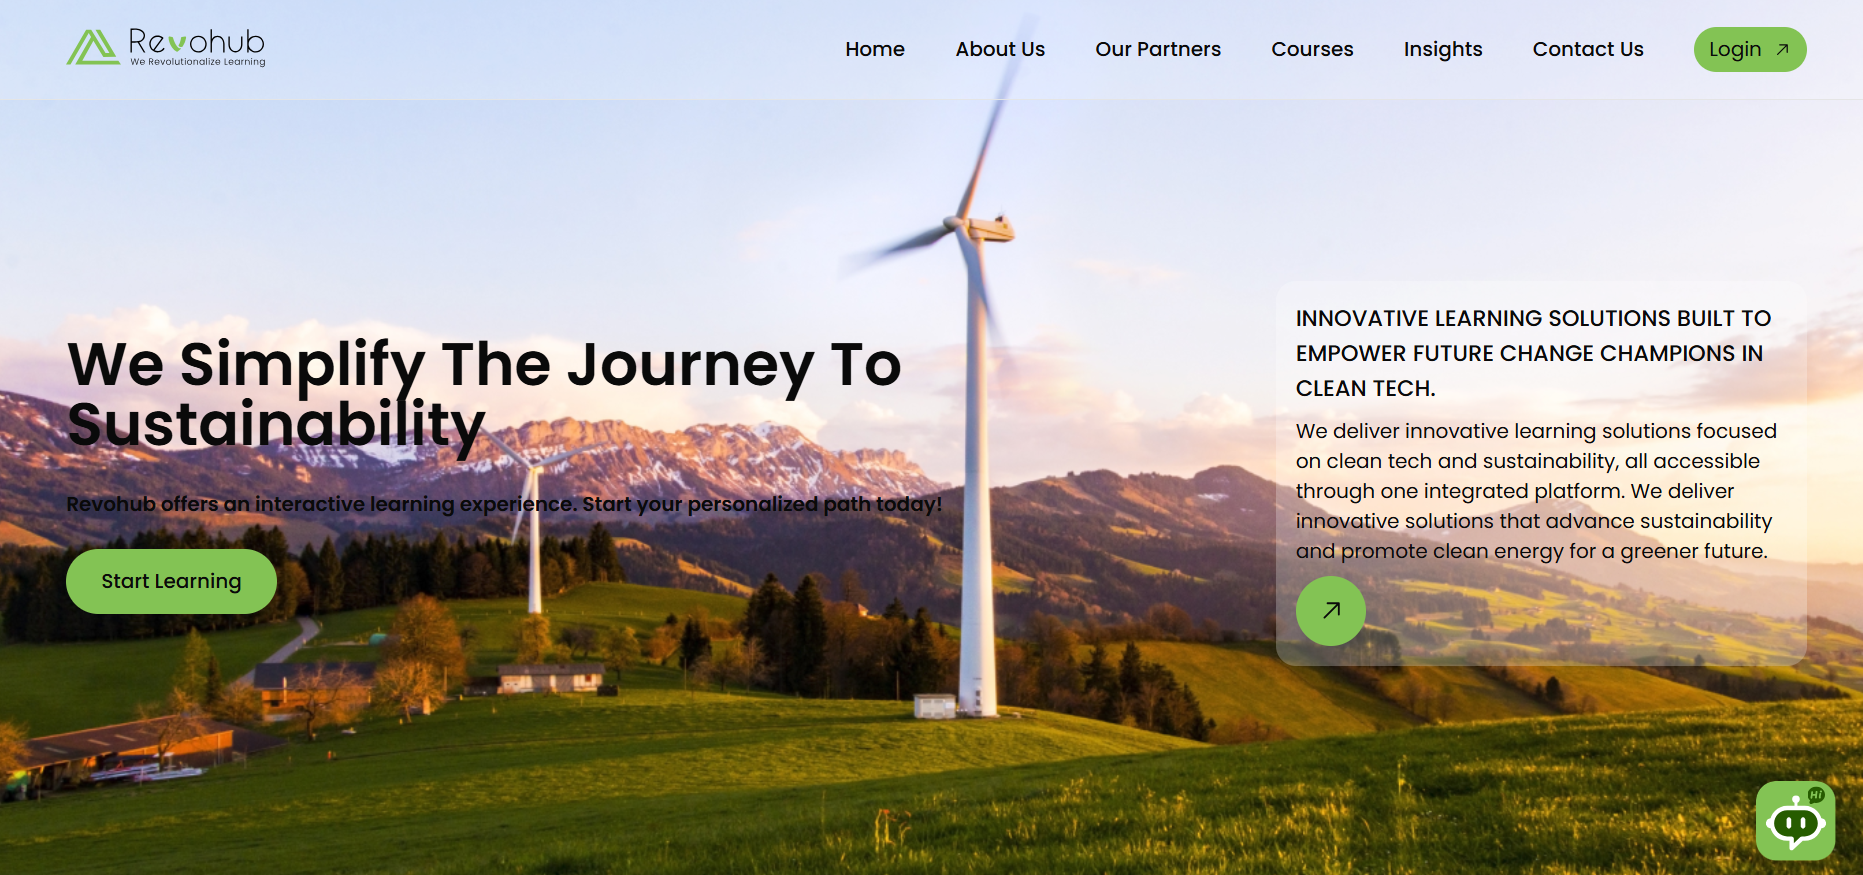 Revohub
We Revolutionalize Learning
Home
About Us
Our Partners
Courses
Insights
Contact Us
Login
We Simplify The Journey To
Sustainability
Revohub offers an interactive learning experience. Start your personalized path today!
Start Learning
INNOVATIVE LEARNING SOLUTIONS BUILT TO
EMPOWER FUTURE CHANGE CHAMPIONS IN
CLEAN TECH.
We deliver innovative learning solutions focused
on clean tech and sustainability, all accessible
through one integrated platform. We deliver
innovative solutions that advance sustainability
and promote clean energy for a greener future.
Hi